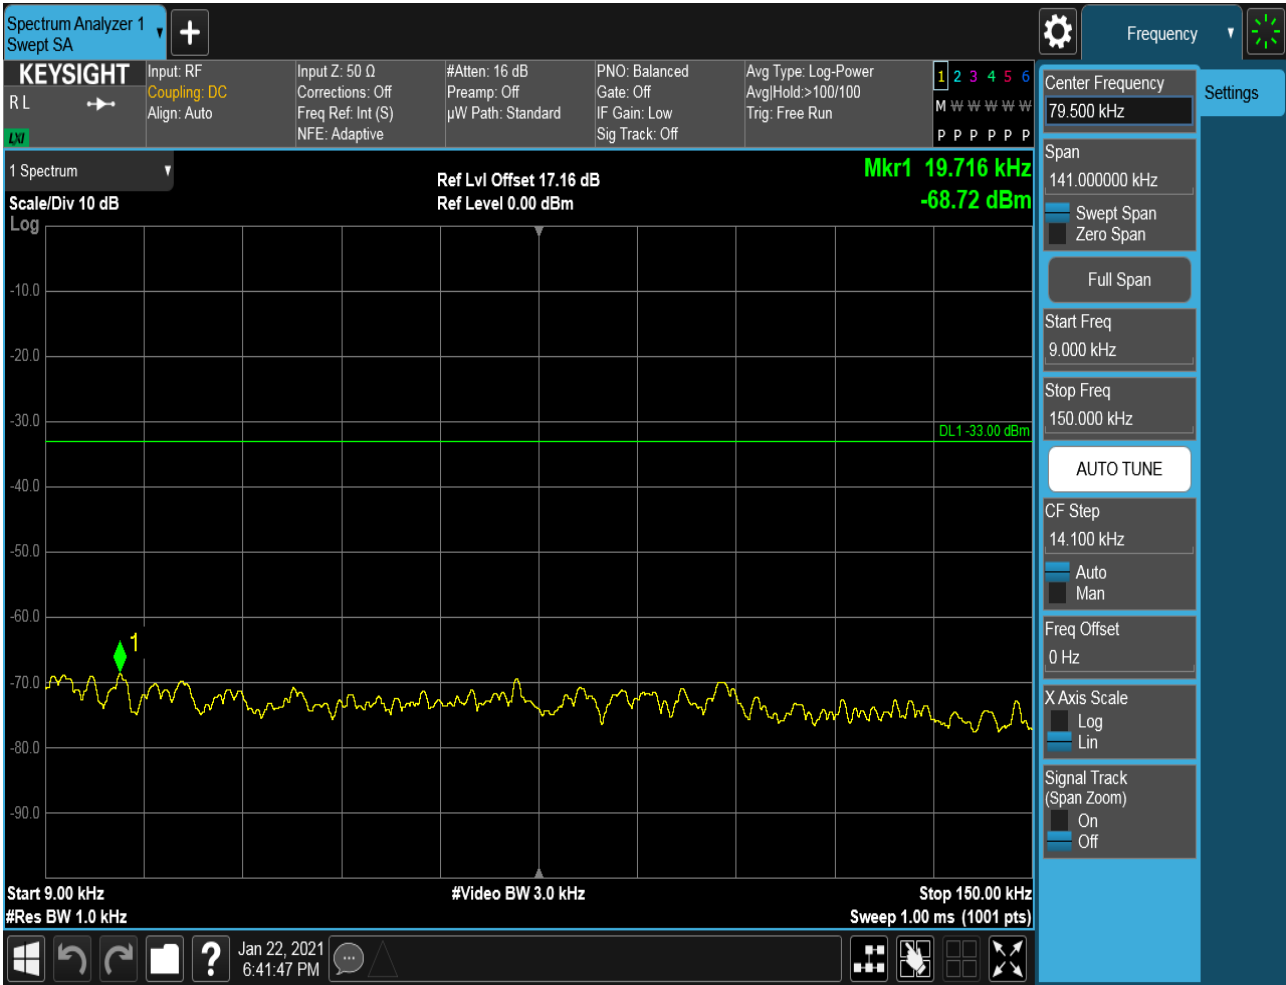 Spectrum Analyzer 1
Swept SA
+
Frequency
KEYSIGHT
R L
LXI
Input: RF
Coupling: DC
Align: Auto
Input Z: 50 Ω
Corrections: Off
Freq Ref: Int (S)
NFE: Adaptive
#Atten: 16 dB
Preamp: Off
µW Path: Standard
PNO: Balanced
Gate: Off
IF Gain: Low
Sig Track: Off
Avg Type: Log-Power
Avg|Hold:>100/100
Trig: Free Run
1 2 3 4 5 6
M W W W W W
P P P P P P
1 Spectrum
Scale/Div 10 dB
Log
Ref Lvl Offset 17.16 dB
Ref Level 0.00 dBm
Mkr1 19.716 kHz
-68.72 dBm
-10.0
-20.0
-30.0
DL1 -33.00 dBm
-40.0
-50.0
-60.0
1
-70.0
-80.0
-90.0
Start 9.00 kHz
#Video BW 3.0 kHz
Stop 150.00 kHz
#Res BW 1.0 kHz
Sweep 1.00 ms (1001 pts)
?
Jan 22, 2021
6:41:47 PM
Center Frequency
79.500 kHz
Settings
Span
141.000000 kHz
Swept Span
Zero Span
Full Span
Start Freq
9.000 kHz
Stop Freq
150.000 kHz
AUTO TUNE
CF Step
14.100 kHz
Auto
Man
Freq Offset
0 Hz
X Axis Scale
Log
Lin
Signal Track
(Span Zoom)
On
Off